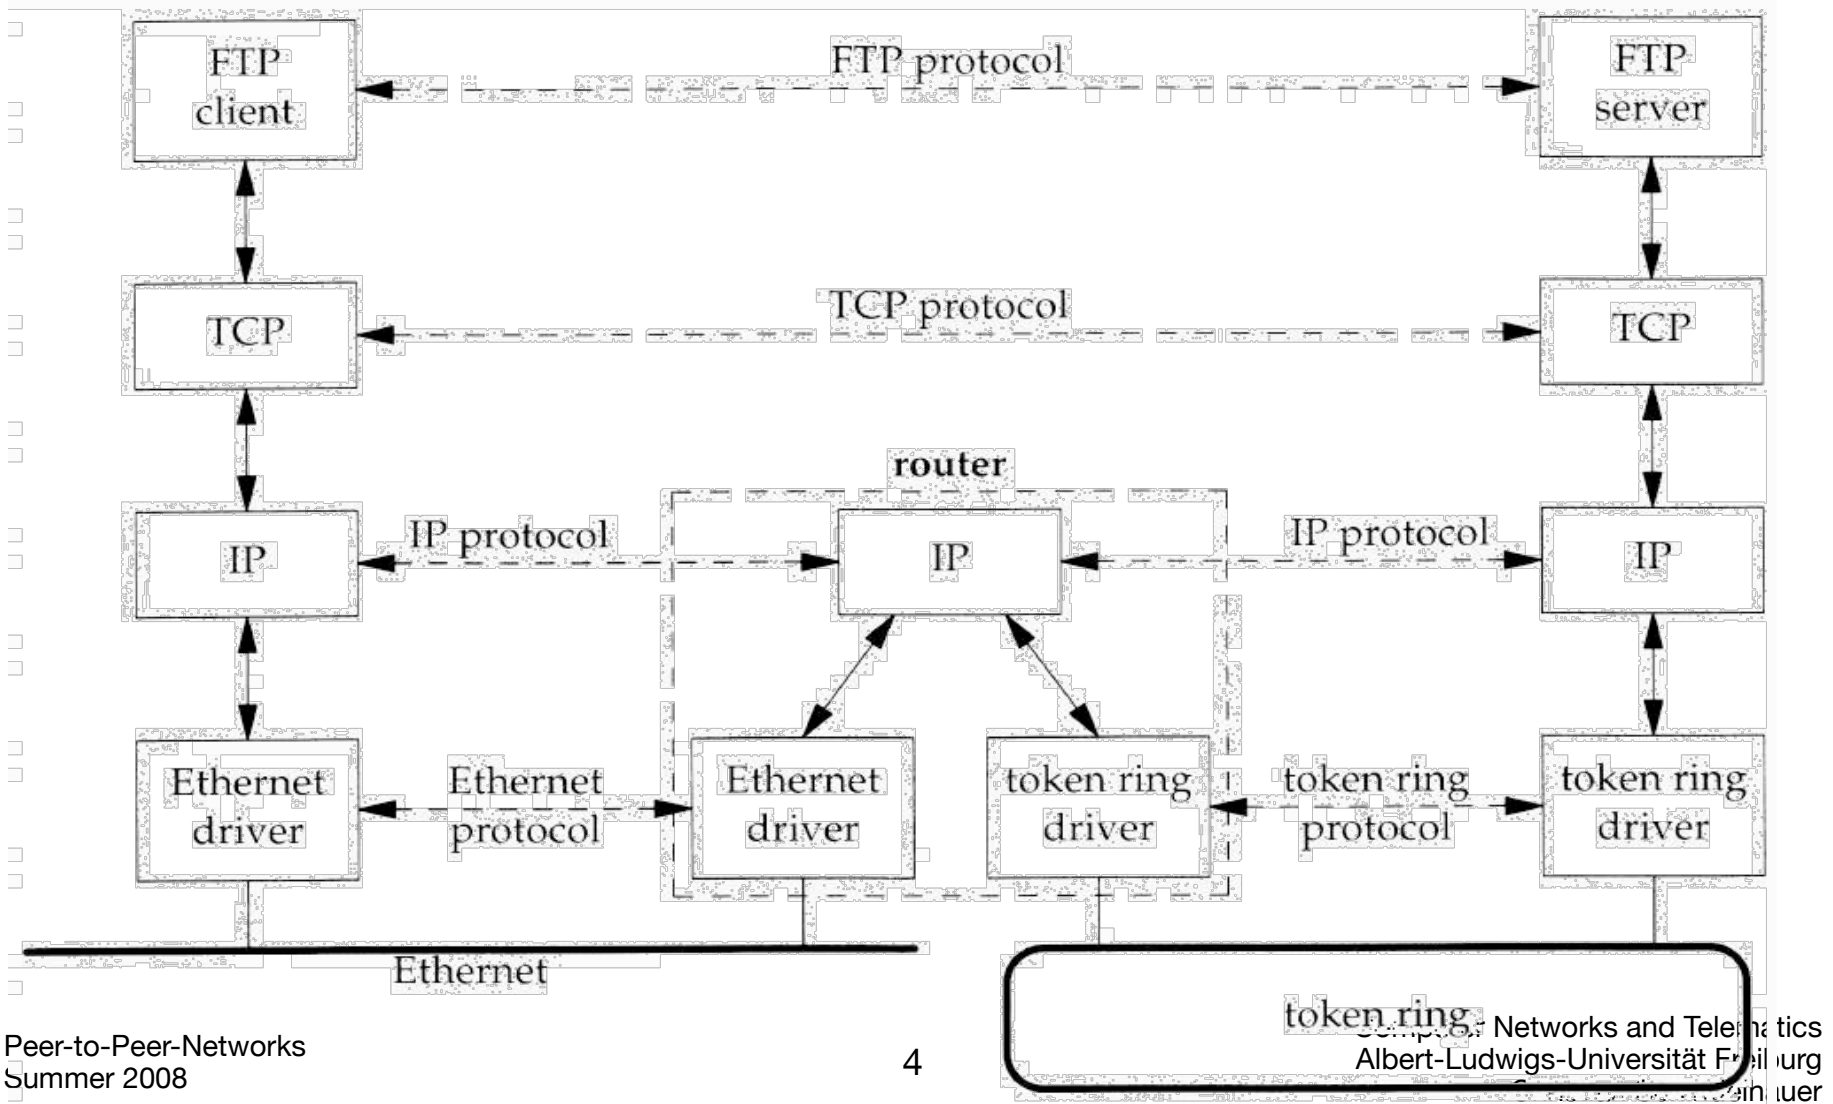 FTP
client
FTP protocol
FTP
server
TCP
TCP protocol
TCP
router
IP
IP protocol
IP
IP protocol
IP
Ethernet
driver
Ethernet
protocol
Ethernet
driver
token ring
driver
token ring
protocol
token ring
driver
Ethernet
token ring
Peer-to-Peer-Networks
Summer 2008
4
Networks and Telematics
Albert-Ludwigs-Universität Freiburg